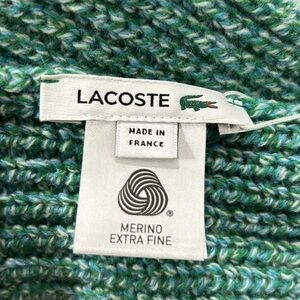 LACOSTE
MADE IN
FRANCE
®
MERINO
EXTRA FINE